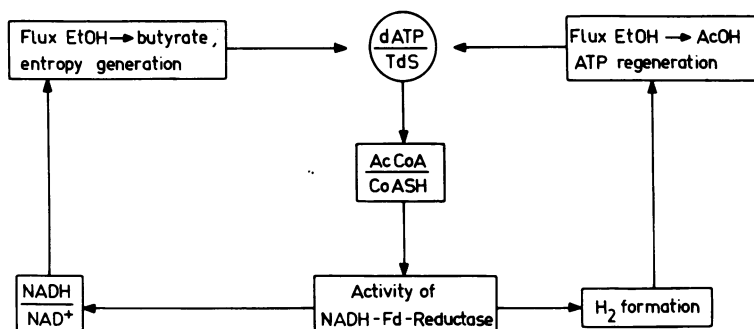 Flux EtOH→butyrate,
entropy generation
dATP
TdS
Flux EtOH → AcOH
ATP regeneration
AcCoA
CoASH
NADH
NAD+
Activity of
NADH-Fd-Reductase
H2 formation